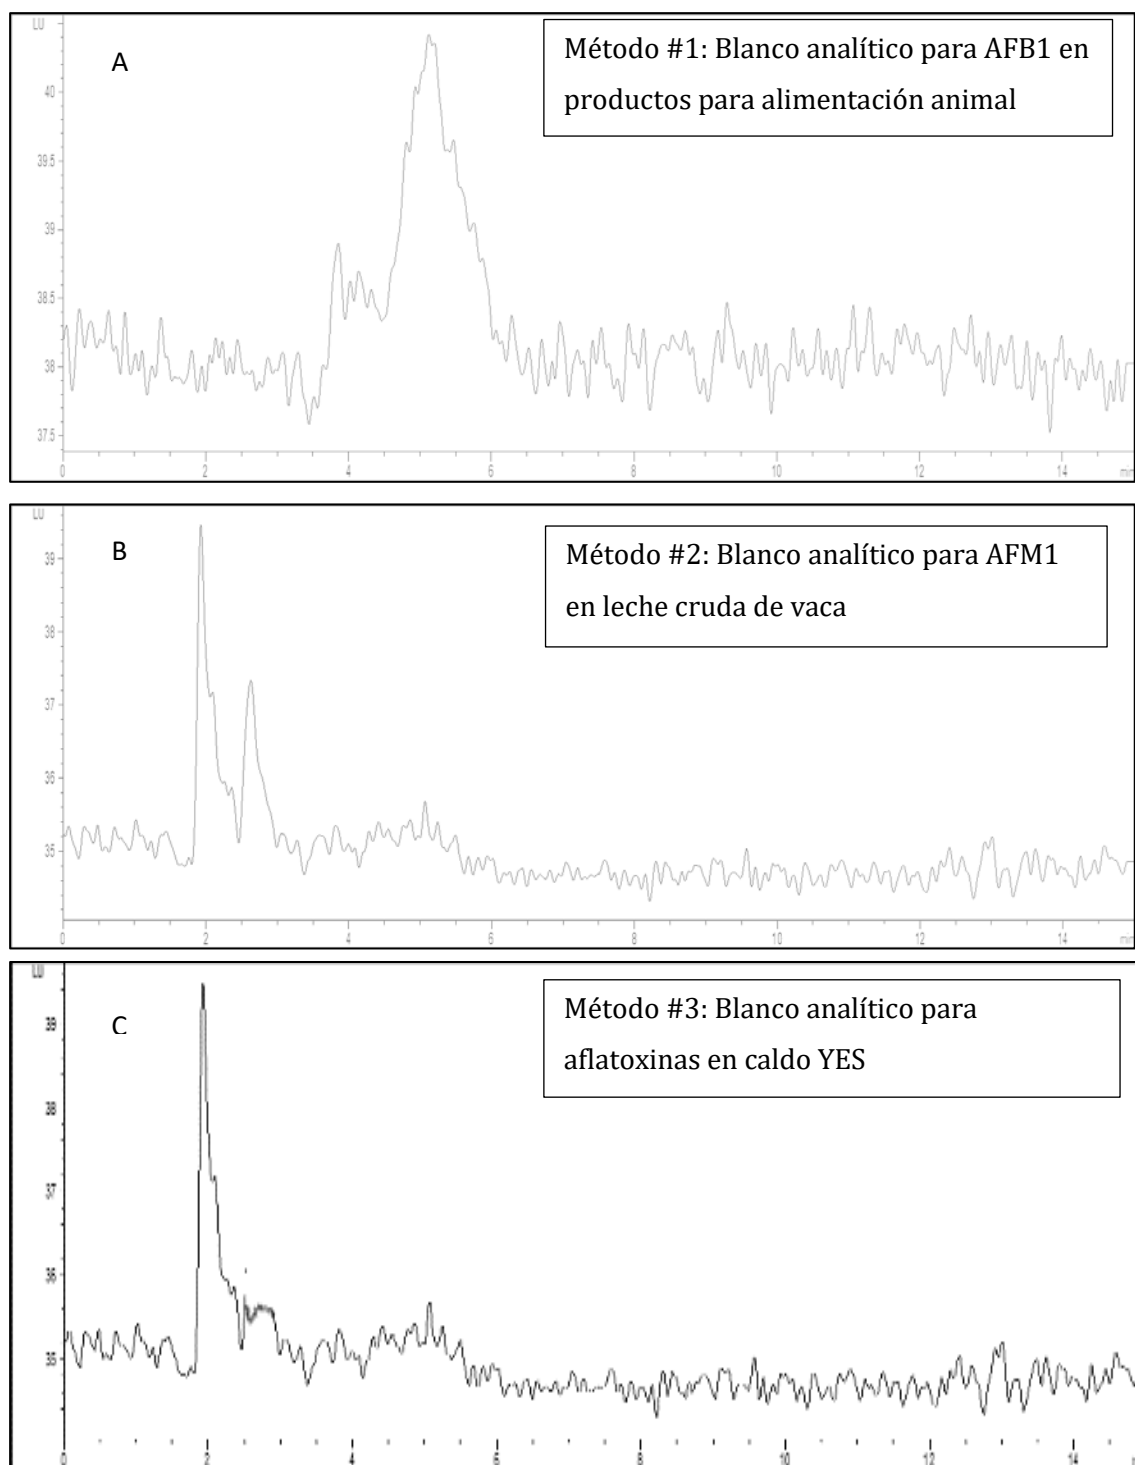 LU
A
Método #1: Blanco analítico para AFB1 en
productos para alimentación animal
40
39.5
39
38.5
38
37.5
0 2 4 6 8 10 12 14 min
LU
B
Método #2: Blanco analítico para AFM1
en leche cruda de vaca
39
38
37
36
35
0 2 4 6 8 10 12 14 min
LU
C
Método #3: Blanco analítico para
aflatoxinas en caldo YES
39
38
37
36
35
0 2 4 6 8 10 12 14